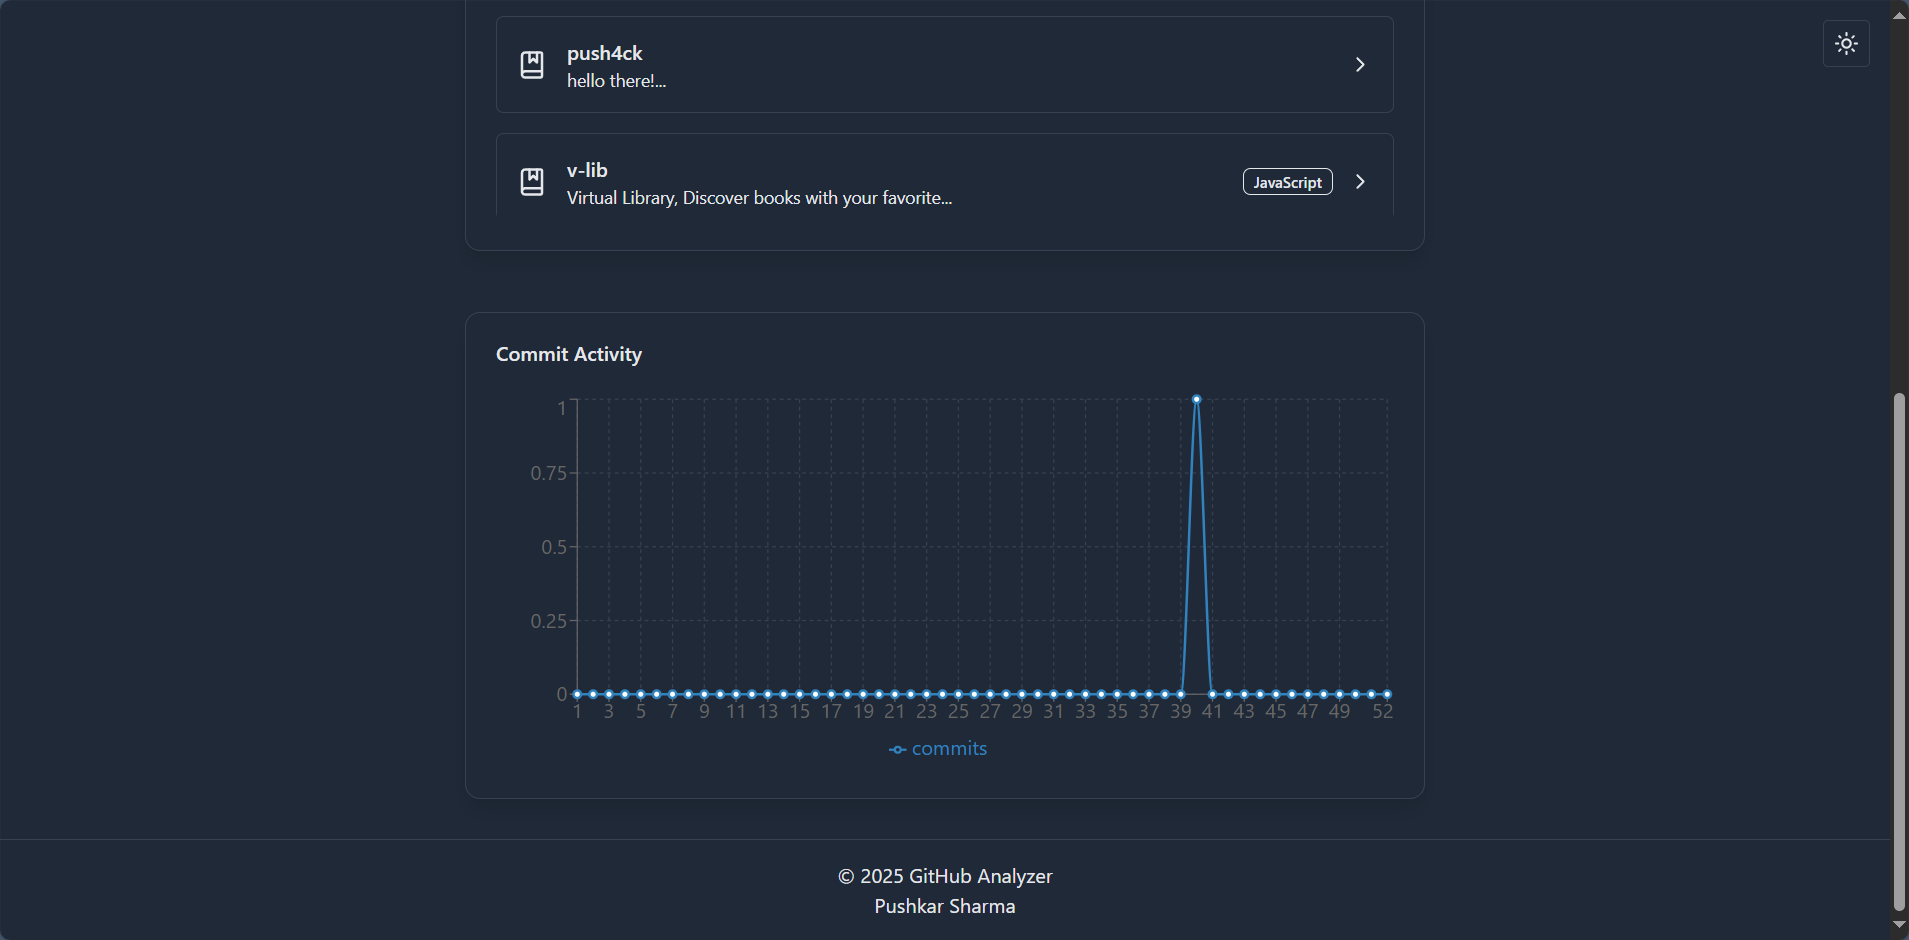 push4ck
hello there!...
v-lib
Virtual Library, Discover books with your favorite...
JavaScript
Commit Activity
1
0.75
0.5
0.25
0
1 3 5 7 9 11 13 15 17 19 21 23 25 27 29 31 33 35 37 39 41 43 45 47 49 52
commits
© 2025 GitHub Analyzer
Pushkar Sharma